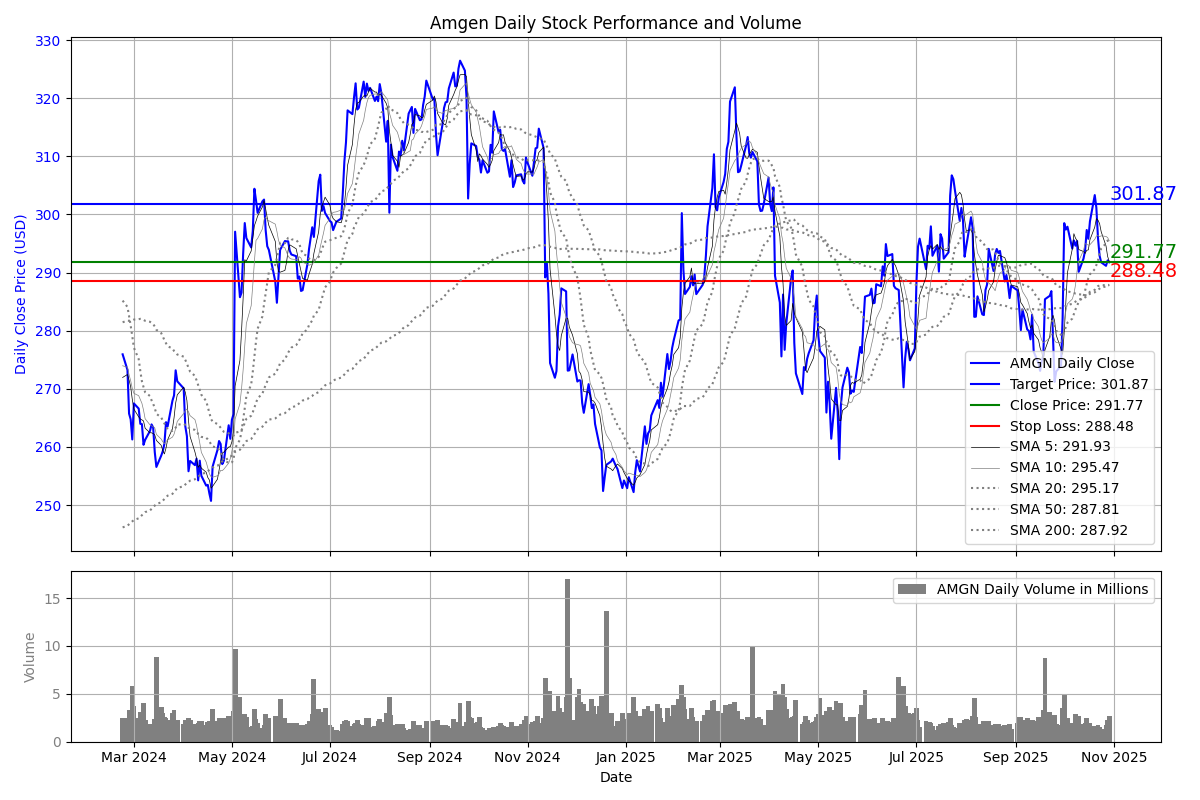 Amgen Daily Stock Performance and Volume
330
320
310
300
290
280
270
260
250
Daily Close Price (USD)
301.87
291.77
288.48
AMGN Daily Close
Target Price: 301.87
Close Price: 291.77
Stop Loss: 288.48
SMA 5: 291.93
SMA 10: 295.47
SMA 20: 295.17
SMA 50: 287.81
SMA 200: 287.92
15
10
5
0
Volume
AMGN Daily Volume in Millions
Mar 2024 May 2024 Jul 2024 Sep 2024 Nov 2024 Jan 2025 Mar 2025 May 2025 Jul 2025 Sep 2025 Nov 2025
Date